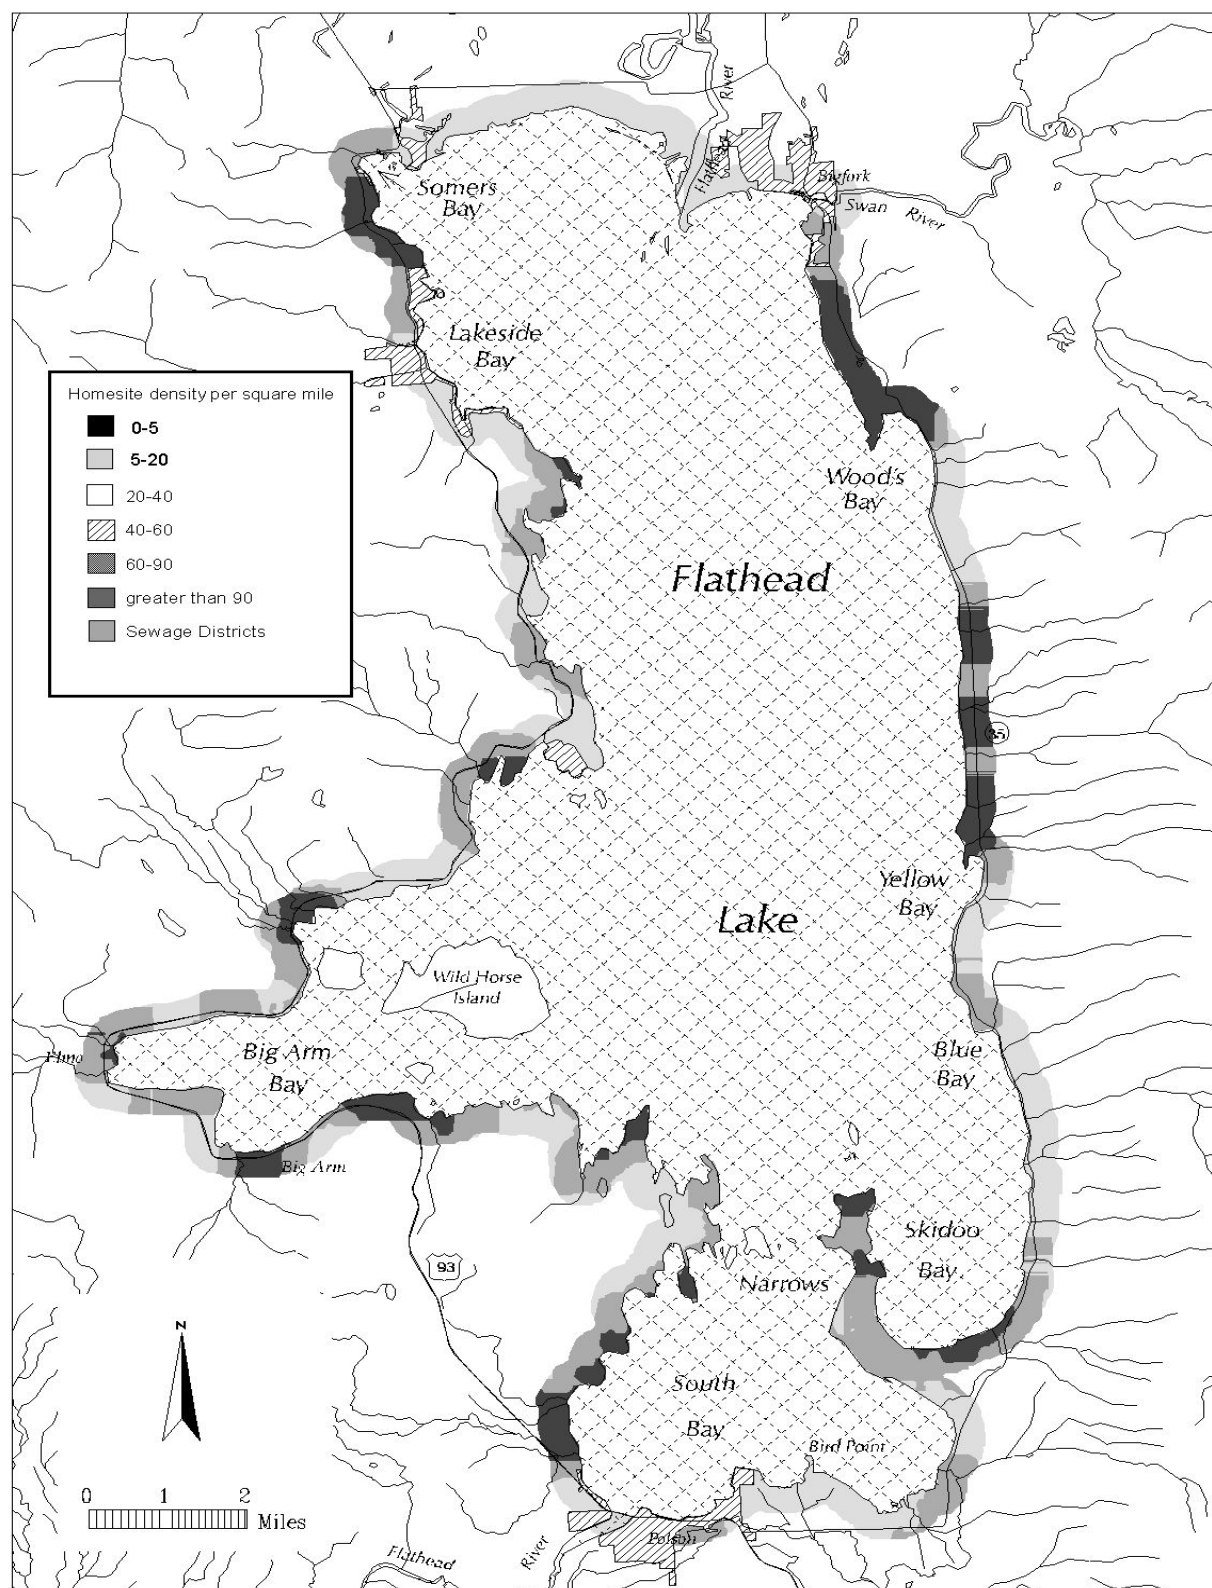 River
Flathead
Bigfork
Swan River
Somers
Bay
Lakeside
Bay
Homesite density per square mile
0-5
5-20
20-40
40-60
60-90
greater than 90
Sewage Districts
Wood's
Bay
Flathead
35
Yellow
Bay
Lake
Wild Horse
Island
Elmo
Big Arm
Bay
Blue
Bay
Big Arm
Skidoo
Bay
93
Narrows
N
South
Bay
Bird Point
0 1 2
Miles
Polson
Flathead River